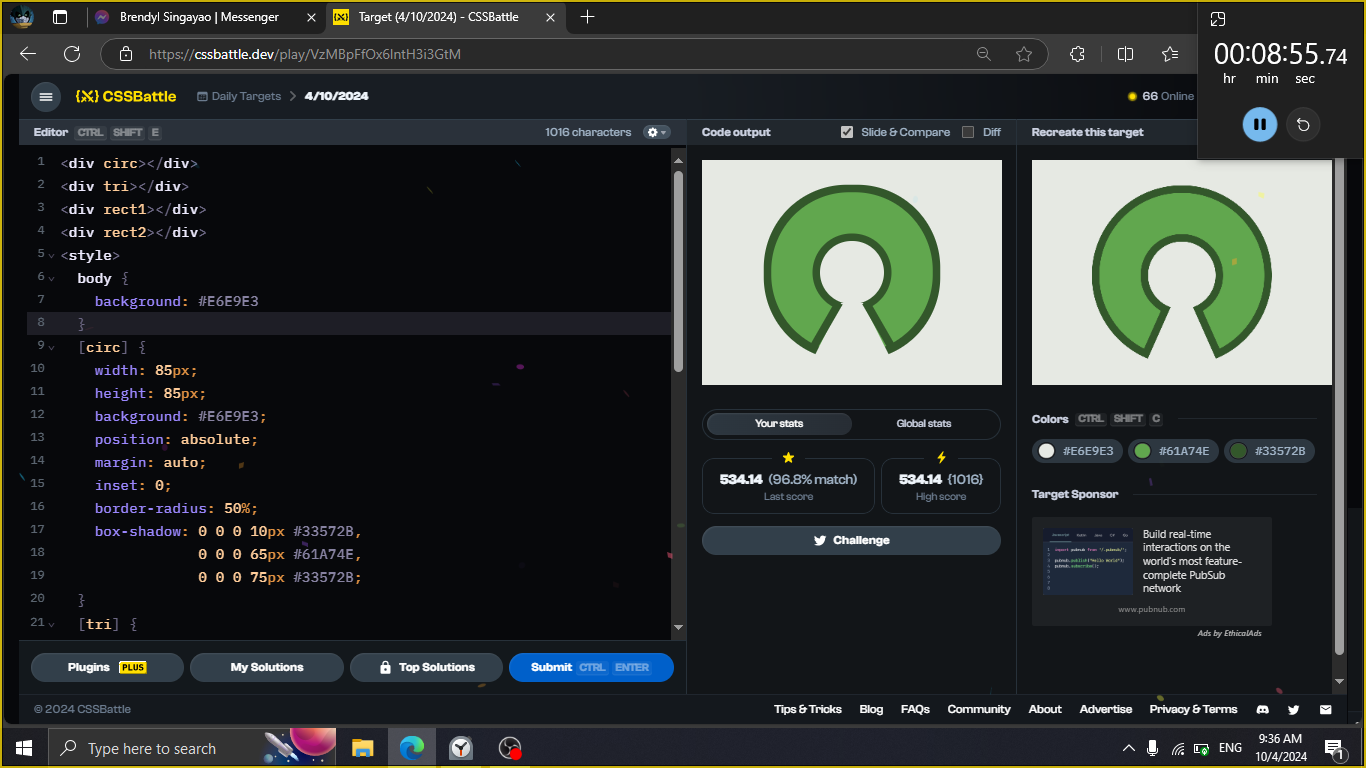 Brendyl Singayao | Messenger
Target (4/10/2024) - CSSBattle
https://cssbattle.dev/play/VzMBpFfOx6IntH3i3GtM
00:08:55.74
hr min sec
CSSBattle
Daily Targets
4/10/2024
66 Online
Editor CTRL SHIFT E
1016 characters
Code output
Slide & Compare
Diff
Recreate this target
1 <div circ></div>
2 <div tri></div>
3 <div rect1></div>
4 <div rect2></div>
5 <style>
6 body {
7 background: #E6E9E3
8 }
9 [circ] {
10 width: 85px;
11 height: 85px;
12 background: #E6E9E3;
13 position: absolute;
14 margin: auto;
15 inset: 0;
16 border-radius: 50%;
17 box-shadow: 0 0 0 10px #33572B,
18 0 0 0 65px #61A74E,
19 0 0 0 75px #33572B;
20 }
21 [tri] {
Your stats
Global stats
534.14 (96.8% match)
Last score
534.14 {1016}
High score
Challenge
Colors CTRL SHIFT C
#E6E9E3
#61A74E
#33572B
Target Sponsor
Build real-time
interactions on the
world's most feature-
complete PubSub
network
www.pubnub.com
Ads by EthicalAds
Plugins PLUS
My Solutions
Top Solutions
Submit CTRL ENTER
© 2024 CSSBattle
Tips & Tricks
Blog
FAQs
Community
About
Advertise
Privacy & Terms
Type here to search
ENG
9:36 AM
10/4/2024
1